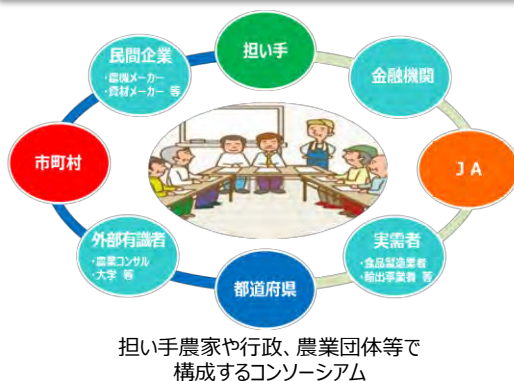 担い手
民間企業
・農機メーカー
・資材メーカー 等
金融機関
市町村
JA
外部有識者
・農業コンサル
・大学 等
実需者
・食品製造業者
・輸出事業者 等
都道府県
担い手農家や行政、農業団体等で
構成するコンソーシアム